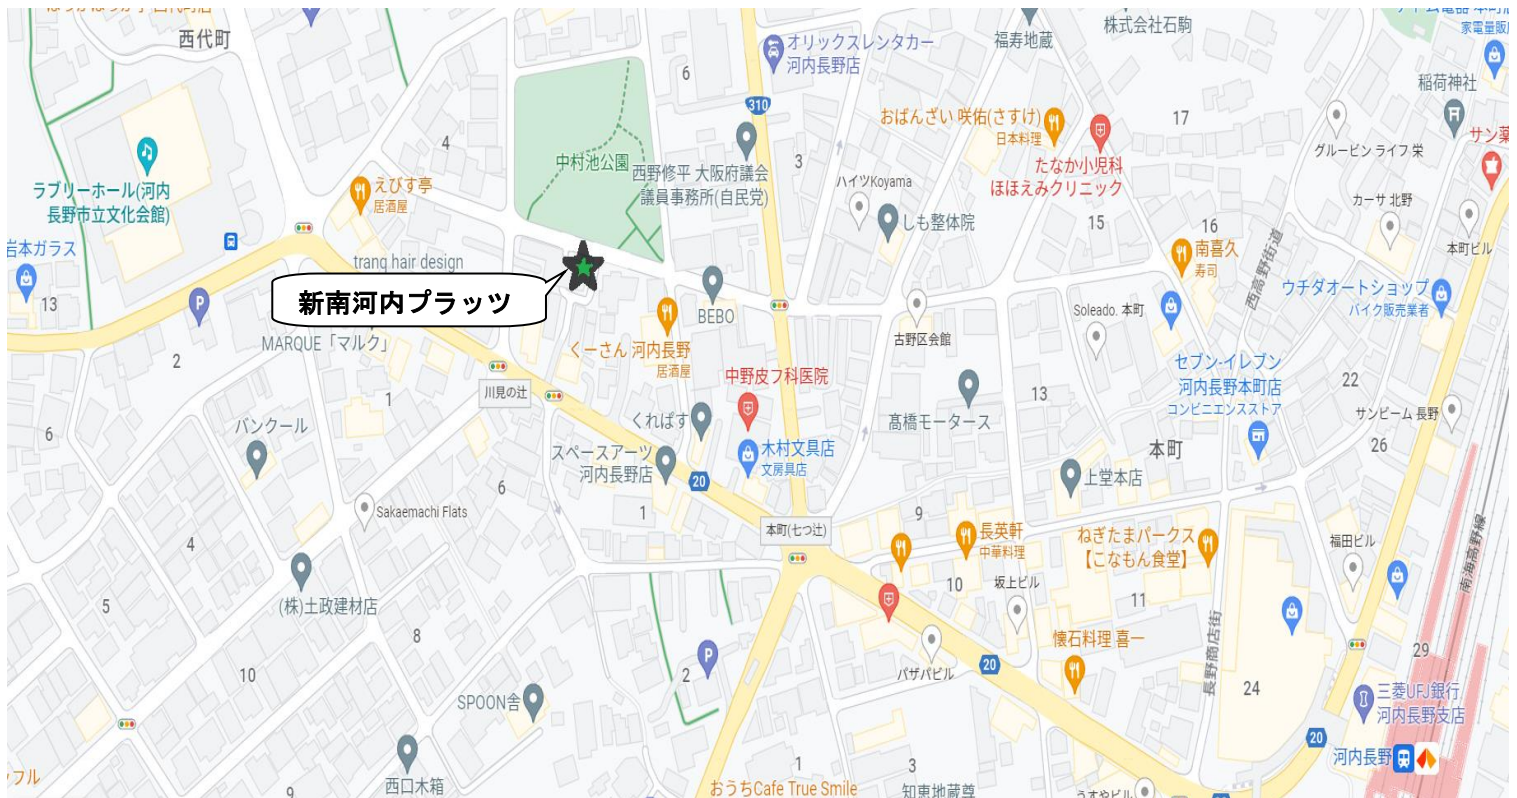 西代町
ラブリーホール(河内
長野市立文化会館)
岩本ガラス
13
えびす亭
居酒屋
4
P
tranq hair design
新南河内プラッツ
MARQUE「マルク」
中村池公園
6
310
オリックスレンタカー
河内長野店
西野修平 大阪府議会
議員事務所(自民党)
3
ハイツKoyama
しも整体院
福寿地蔵
株式会社石駒
おばんざい 咲佑(さすけ)
日本料理
たなか小児科
ほほえみクリニック
17
15
16
南喜久
寿司
西高野街道
グルービン ライフ 栄
稲荷神社
カーサ 北野
本町ビル
家電量販
サン薬
ウチダオートショップ
バイク販売業者
BEBO
くーさん 河内長野
居酒屋
古野区会館
Soleado. 本町
セブン-イレブン
河内長野本町店
コンビニエンスストア
22
サンビーム 長野
26
中野皮フ科医院
髙橋モータース
13
本町
上堂本店
川見の辻
くれぱす
木村文具店
文房具店
スペースアーツ
河内長野店
20
2
1
6
バンクール
Sakaemachi Flats
6
1
4
5
(株)土政建材店
8
10
本町(七つ辻)
9
長英軒
中華料理
ねぎたまパークス
【こなもん食堂】
10
坂上ビル
11
福田ビル
南海高野線
懐石料理 喜一
長野商店街
20
パザパビル
24
29
三菱UFJ銀行
河内長野支店
20
河内長野
P
2
SPOON舎
西口木箱
ッフル
9
おうちCafe True Smile
1
3
知恵地蔵尊
うすやビル